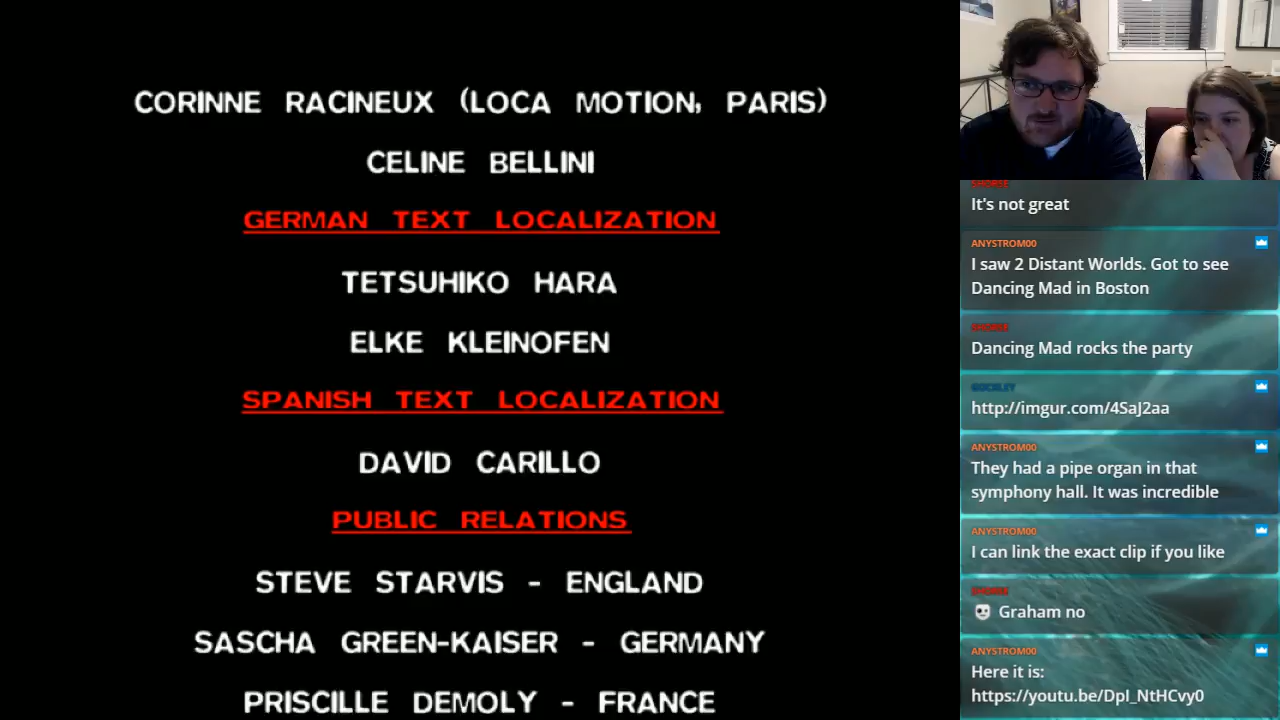 CORINNE RACINEUX (LOCA MOTION, PARIS)
CELINE BELLINI
GERMAN TEXT LOCALIZATION
TETSUHIKO HARA
ELKE KLEINOFEN
SPANISH TEXT LOCALIZATION
DAVID CARILLO
PUBLIC RELATIONS
STEVE STARVIS - ENGLAND
SASCHA GREEN-KAISER - GERMANY
PRISCILLE DEMOLY - FRANCE
It's not great
ANYSTROM00
I saw 2 Distant Worlds. Got to see
Dancing Mad in Boston
Dancing Mad rocks the party
http://imgur.com/4SaJ2aa
ANYSTROM00
They had a pipe organ in that
symphony hall. It was incredible
ANYSTROM00
I can link the exact clip if you like
Graham no
ANYSTROM00
Here it is:
https://youtu.be/DpI_NtHCvy0